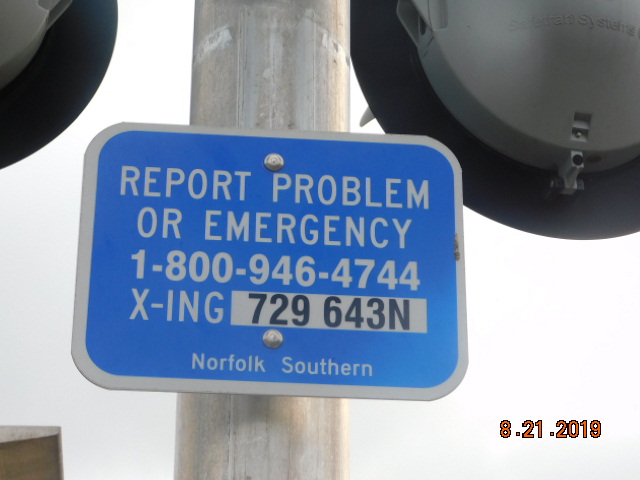 REPORT PROBLEM
OR EMERGENCY
1-800-946-4744
X-ING 729 643N
Norfolk Southern
8.21.2019